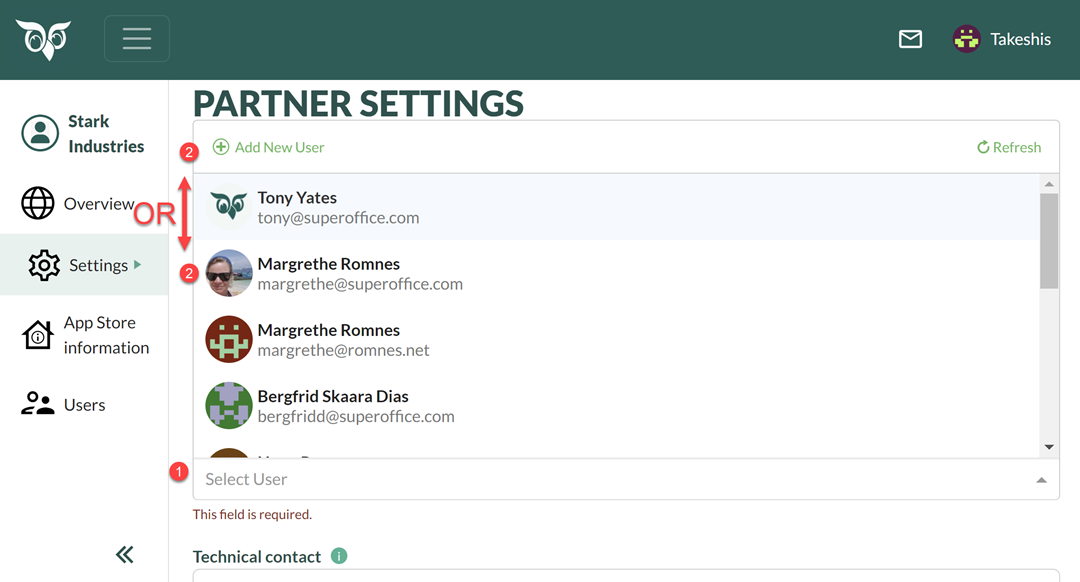 Takeshis
Stark
Industries
Overview
Settings
App Store
information
Users
PARTNER SETTINGS
2
Add New User
Refresh
OR
Tony Yates
tony@superoffice.com
2
Margrethe Romnes
margrethe@superoffice.com
Margrethe Romnes
margrethe@romnes.net
Bergfrid Skaara Dias
bergfridd@superoffice.com
1
Select User
This field is required.
Technical contact